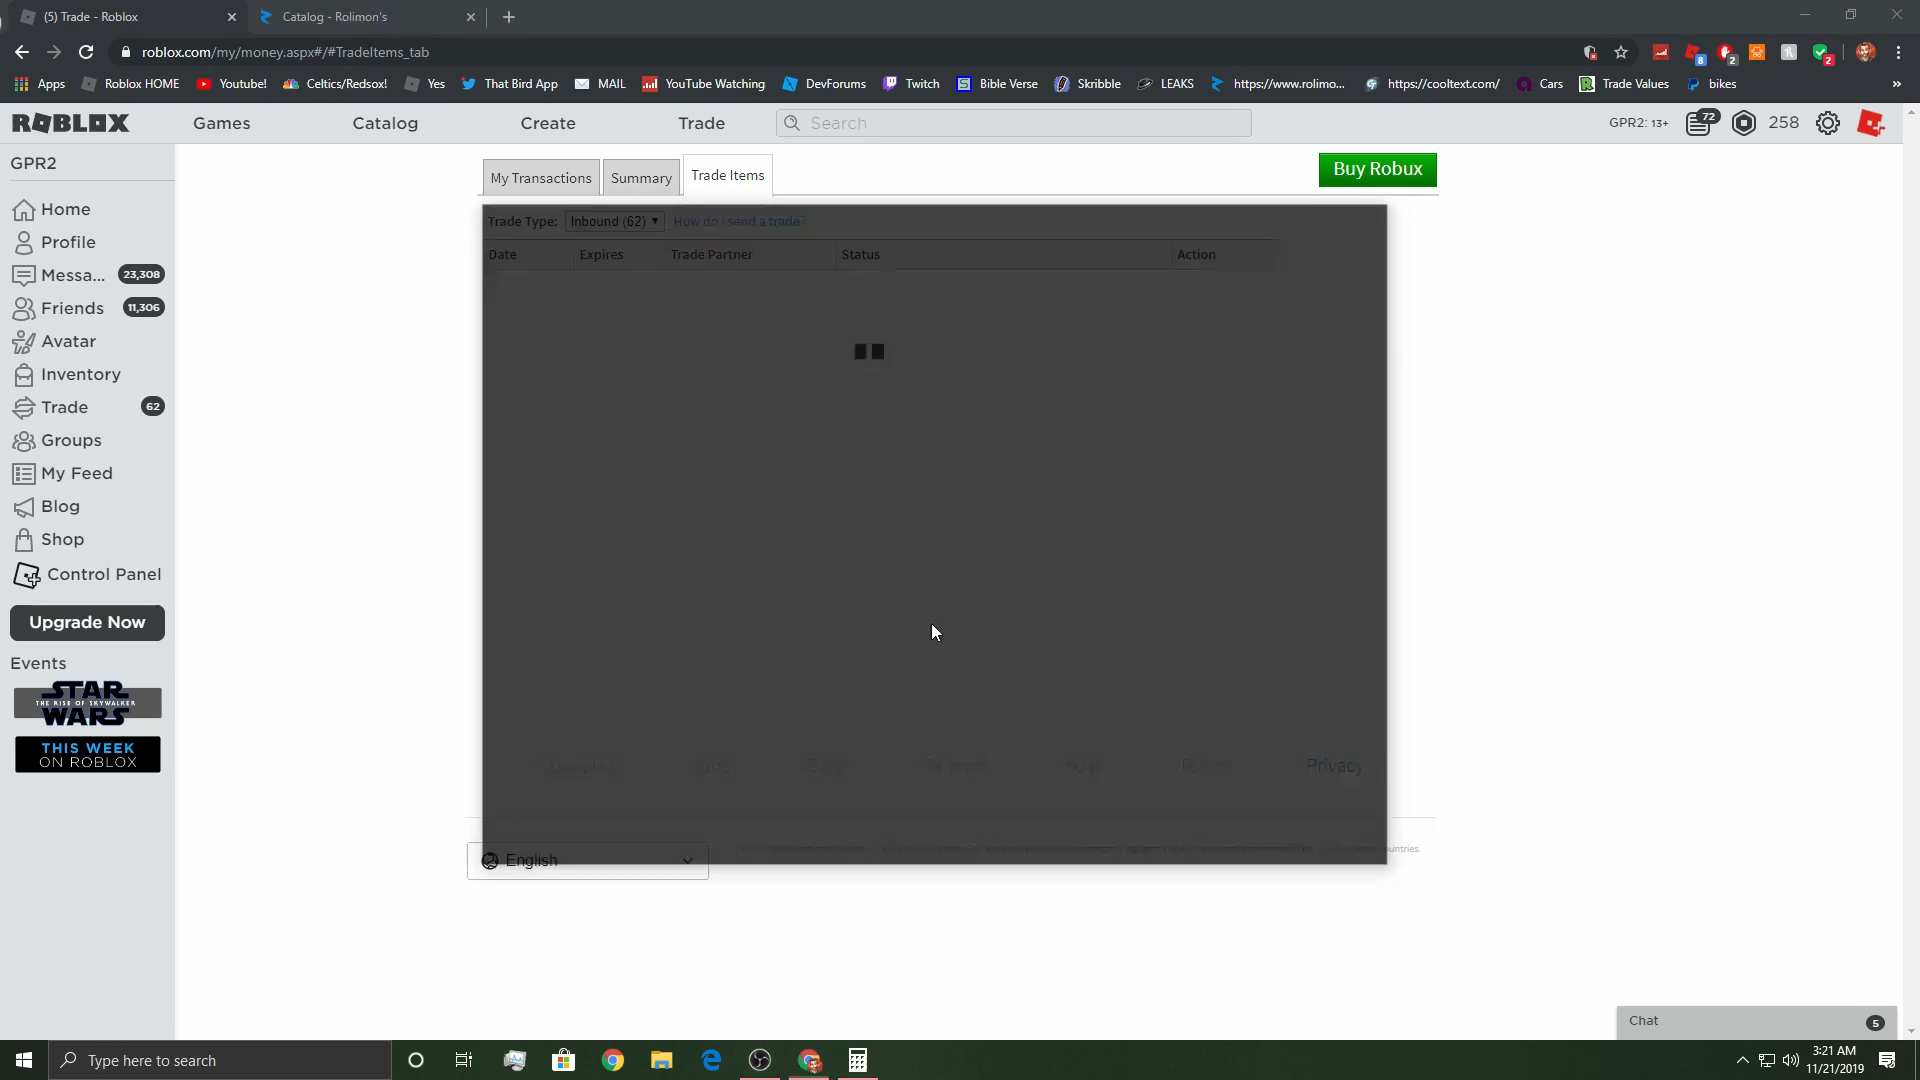 (5) Trade - Roblox
Catalog - Rolimon's
roblox.com/my/money.aspx#/#TradeItems_tab
8
2
2
Apps
Roblox HOME
Youtube!
Celtics/Redsox!
Yes
That Bird App
MAIL
YouTube Watching
DevForums
Twitch
Bible Verse
Skribble
LEAKS
https://www.rolimo...
https://cooltext.com/
Cars
Trade Values
bikes
»
ROBLOX
Games
Catalog
Create
Trade
Search
GPR2: 13+
72
258
GPR2
Home
Profile
Messa... 23,308
Friends 11,306
Avatar
Inventory
Trade 62
Groups
My Feed
Blog
Shop
Control Panel
Upgrade Now
Events
STAR
THE RISE OF SKYWALKER
WARS
THIS WEEK
ON ROBLOX
My Transactions
Summary
Trade Items
Buy Robux
Trade Type: Inbound (62) How do I send a trade?
Date Expires Trade Partner Status Action
Privacy
English
countries.
Chat 5
Type here to search
3:21 AM
11/21/2019